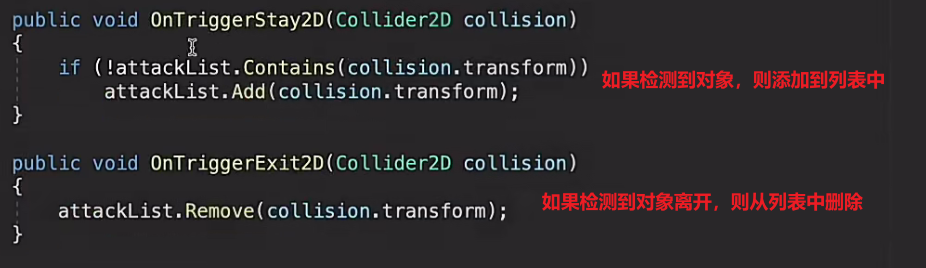 public void OnTriggerStay2D(Collider2D collision)
{
if (!attackList.Contains(collision.transform))
attackList.Add(collision.transform);
如果检测到对象，则添加到列表中
}
public void OnTriggerExit2D(Collider2D collision)
{
attackList.Remove(collision.transform);
如果检测到对象离开，则从列表中删除
}